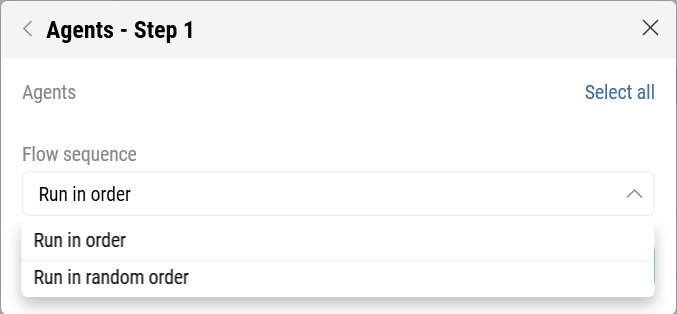 Agents - Step 1
Agents
Select all
Flow sequence
Run in order
Run in order
Run in random order